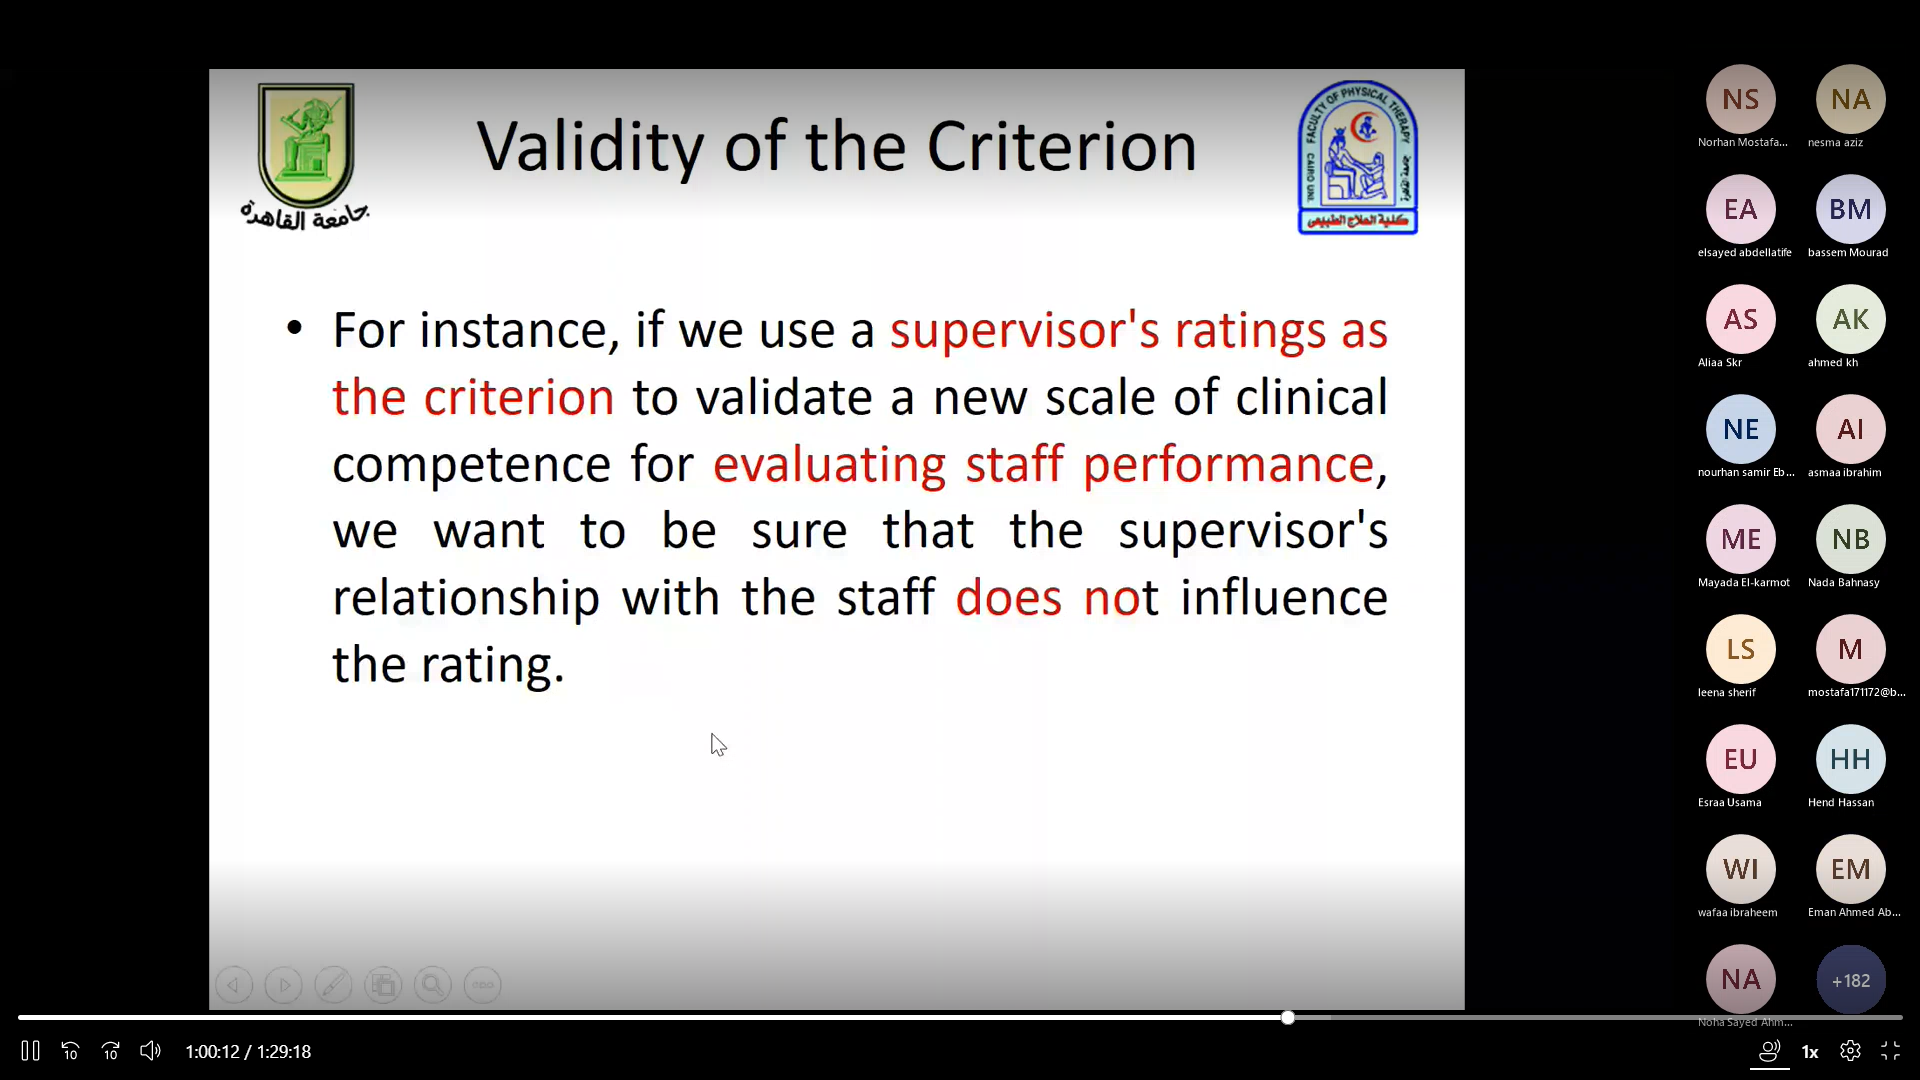 جامعة القاهرة
Validity of the Criterion
FACULTY OF PHYSICAL THERAPY
CAIRO UNI.
كلية العلاج الطبيعى
• For instance, if we use a supervisor's ratings as
the criterion to validate a new scale of clinical
competence for evaluating staff performance,
we want to be sure that the supervisor's
relationship with the staff does not influence
the rating.
NS
NA
Norhan Mostafa...
nesma aziz
EA
BM
elsayed abdellatife
bassem Mourad
AS
AK
Aliaa Skr
ahmed kh
NE
AI
nourhan samir Eb...
asmaa ibrahim
ME
NB
Mayada El-karmot
Nada Bahnasy
LS
M
leena sherif
mostafa171172@b...
EU
HH
Esraa Usama
Hend Hassan
WI
EM
wafaa ibraheem
Eman Ahmed Ab...
NA
+182
Noha Sayed Ahm...
10
10
1:00:12 / 1:29:18
1x